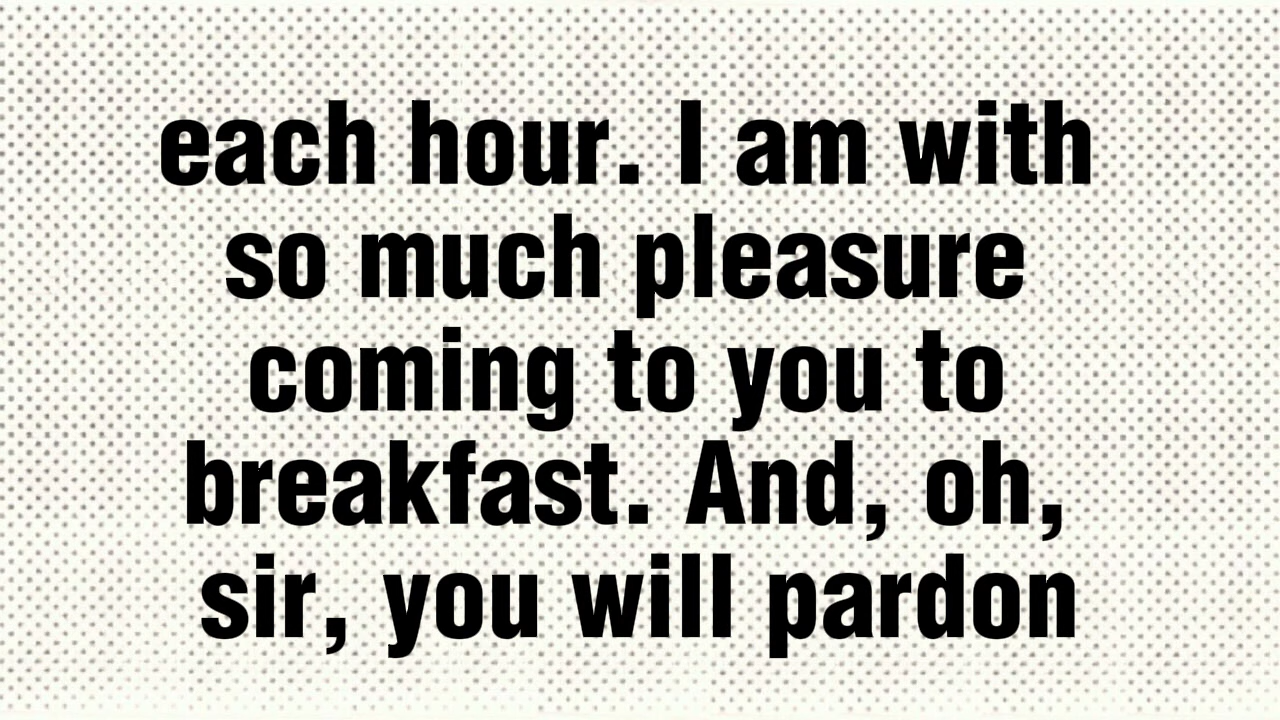 each hour. I am with
so much pleasure
coming to you to
breakfast. And, oh,
sir, you will pardon